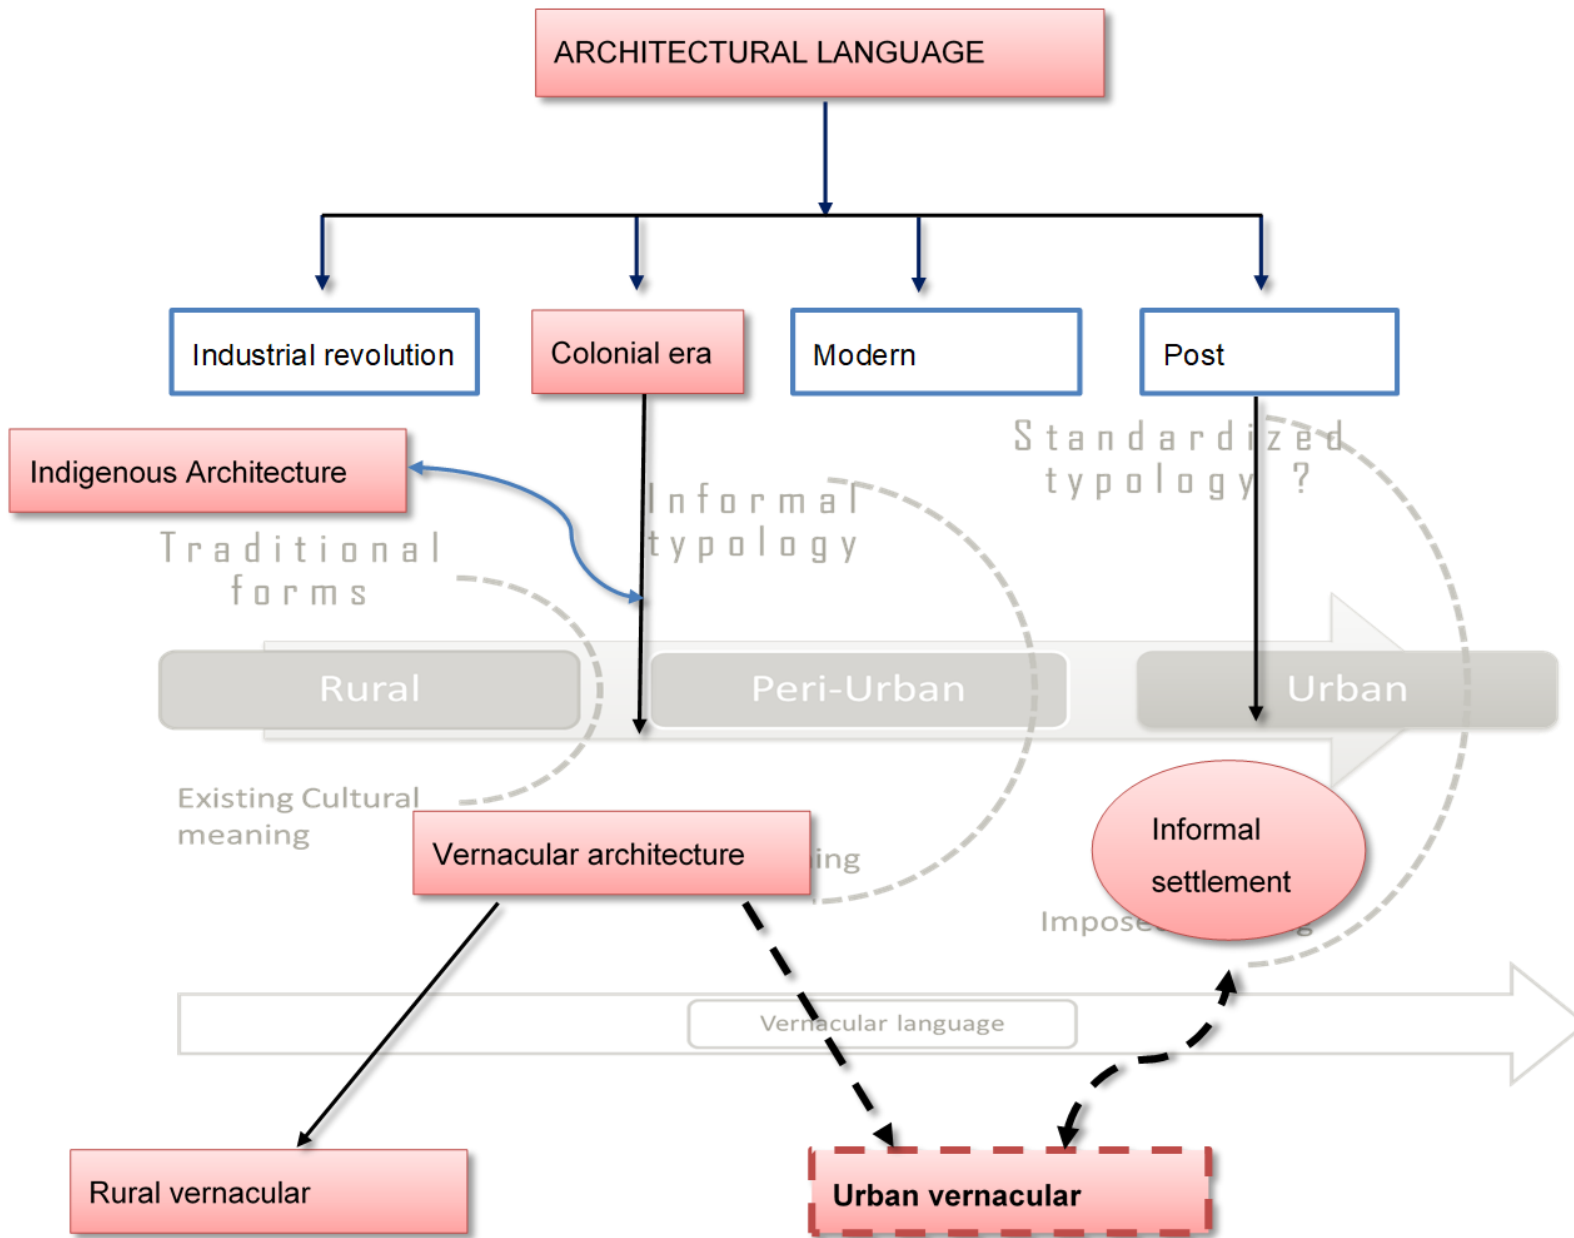 ARCHITECTURAL LANGUAGE
Industrial revolution
Colonial era
Modern
Post
Indigenous Architecture
Traditional
forms
Informal
typology
Standardized
typology ?
Rural
Peri-Urban
Urban
Existing Cultural
meaning
Vernacular architecture
Informal
settlement
Vernacular language
Rural vernacular
Urban vernacular